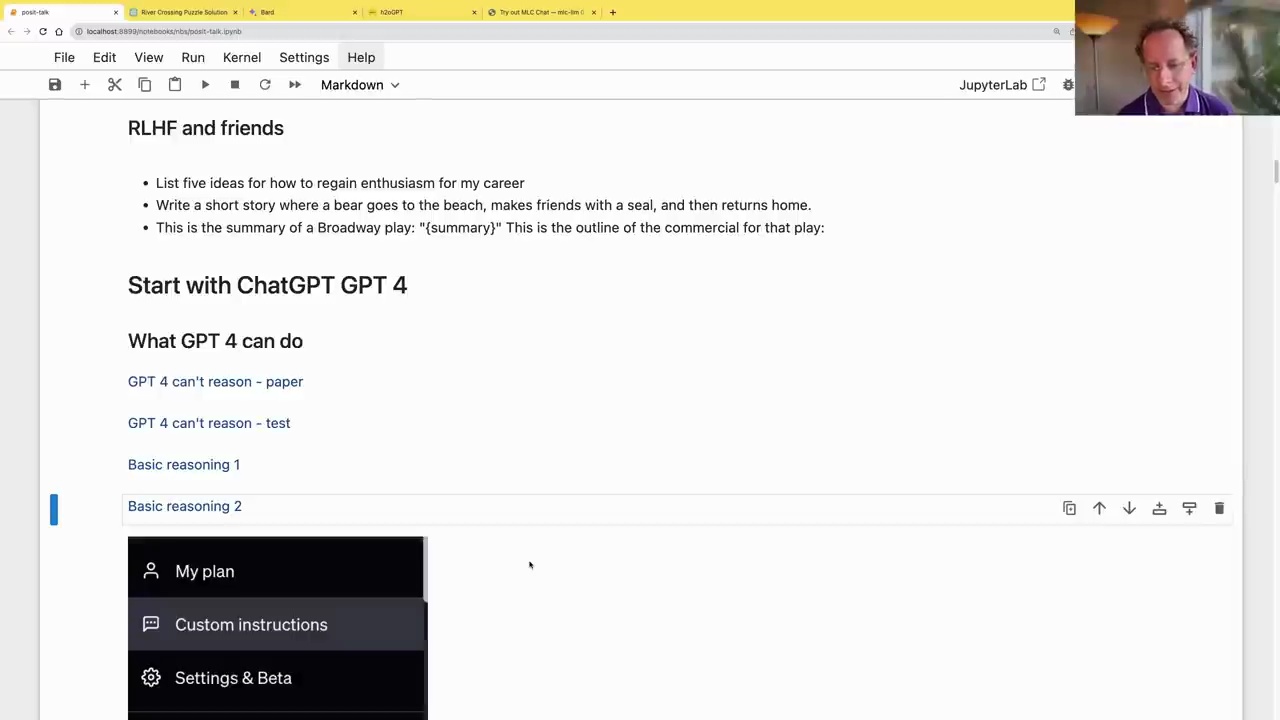 posit-talk
River Crossing Puzzle Solution
Bard
h2oGPT
Try out MLC Chat — mlc-llm
localhost:8899/notebooks/nbs/posit-talk.ipynb
File Edit View Run Kernel Settings Help
Markdown
JupyterLab
RLHF and friends
• List five ideas for how to regain enthusiasm for my career
• Write a short story where a bear goes to the beach, makes friends with a seal, and then returns home.
• This is the summary of a Broadway play: "{summary}" This is the outline of the commercial for that play:
Start with ChatGPT GPT 4
What GPT 4 can do
GPT 4 can't reason - paper
GPT 4 can't reason - test
Basic reasoning 1
Basic reasoning 2
My plan
Custom instructions
Settings & Beta